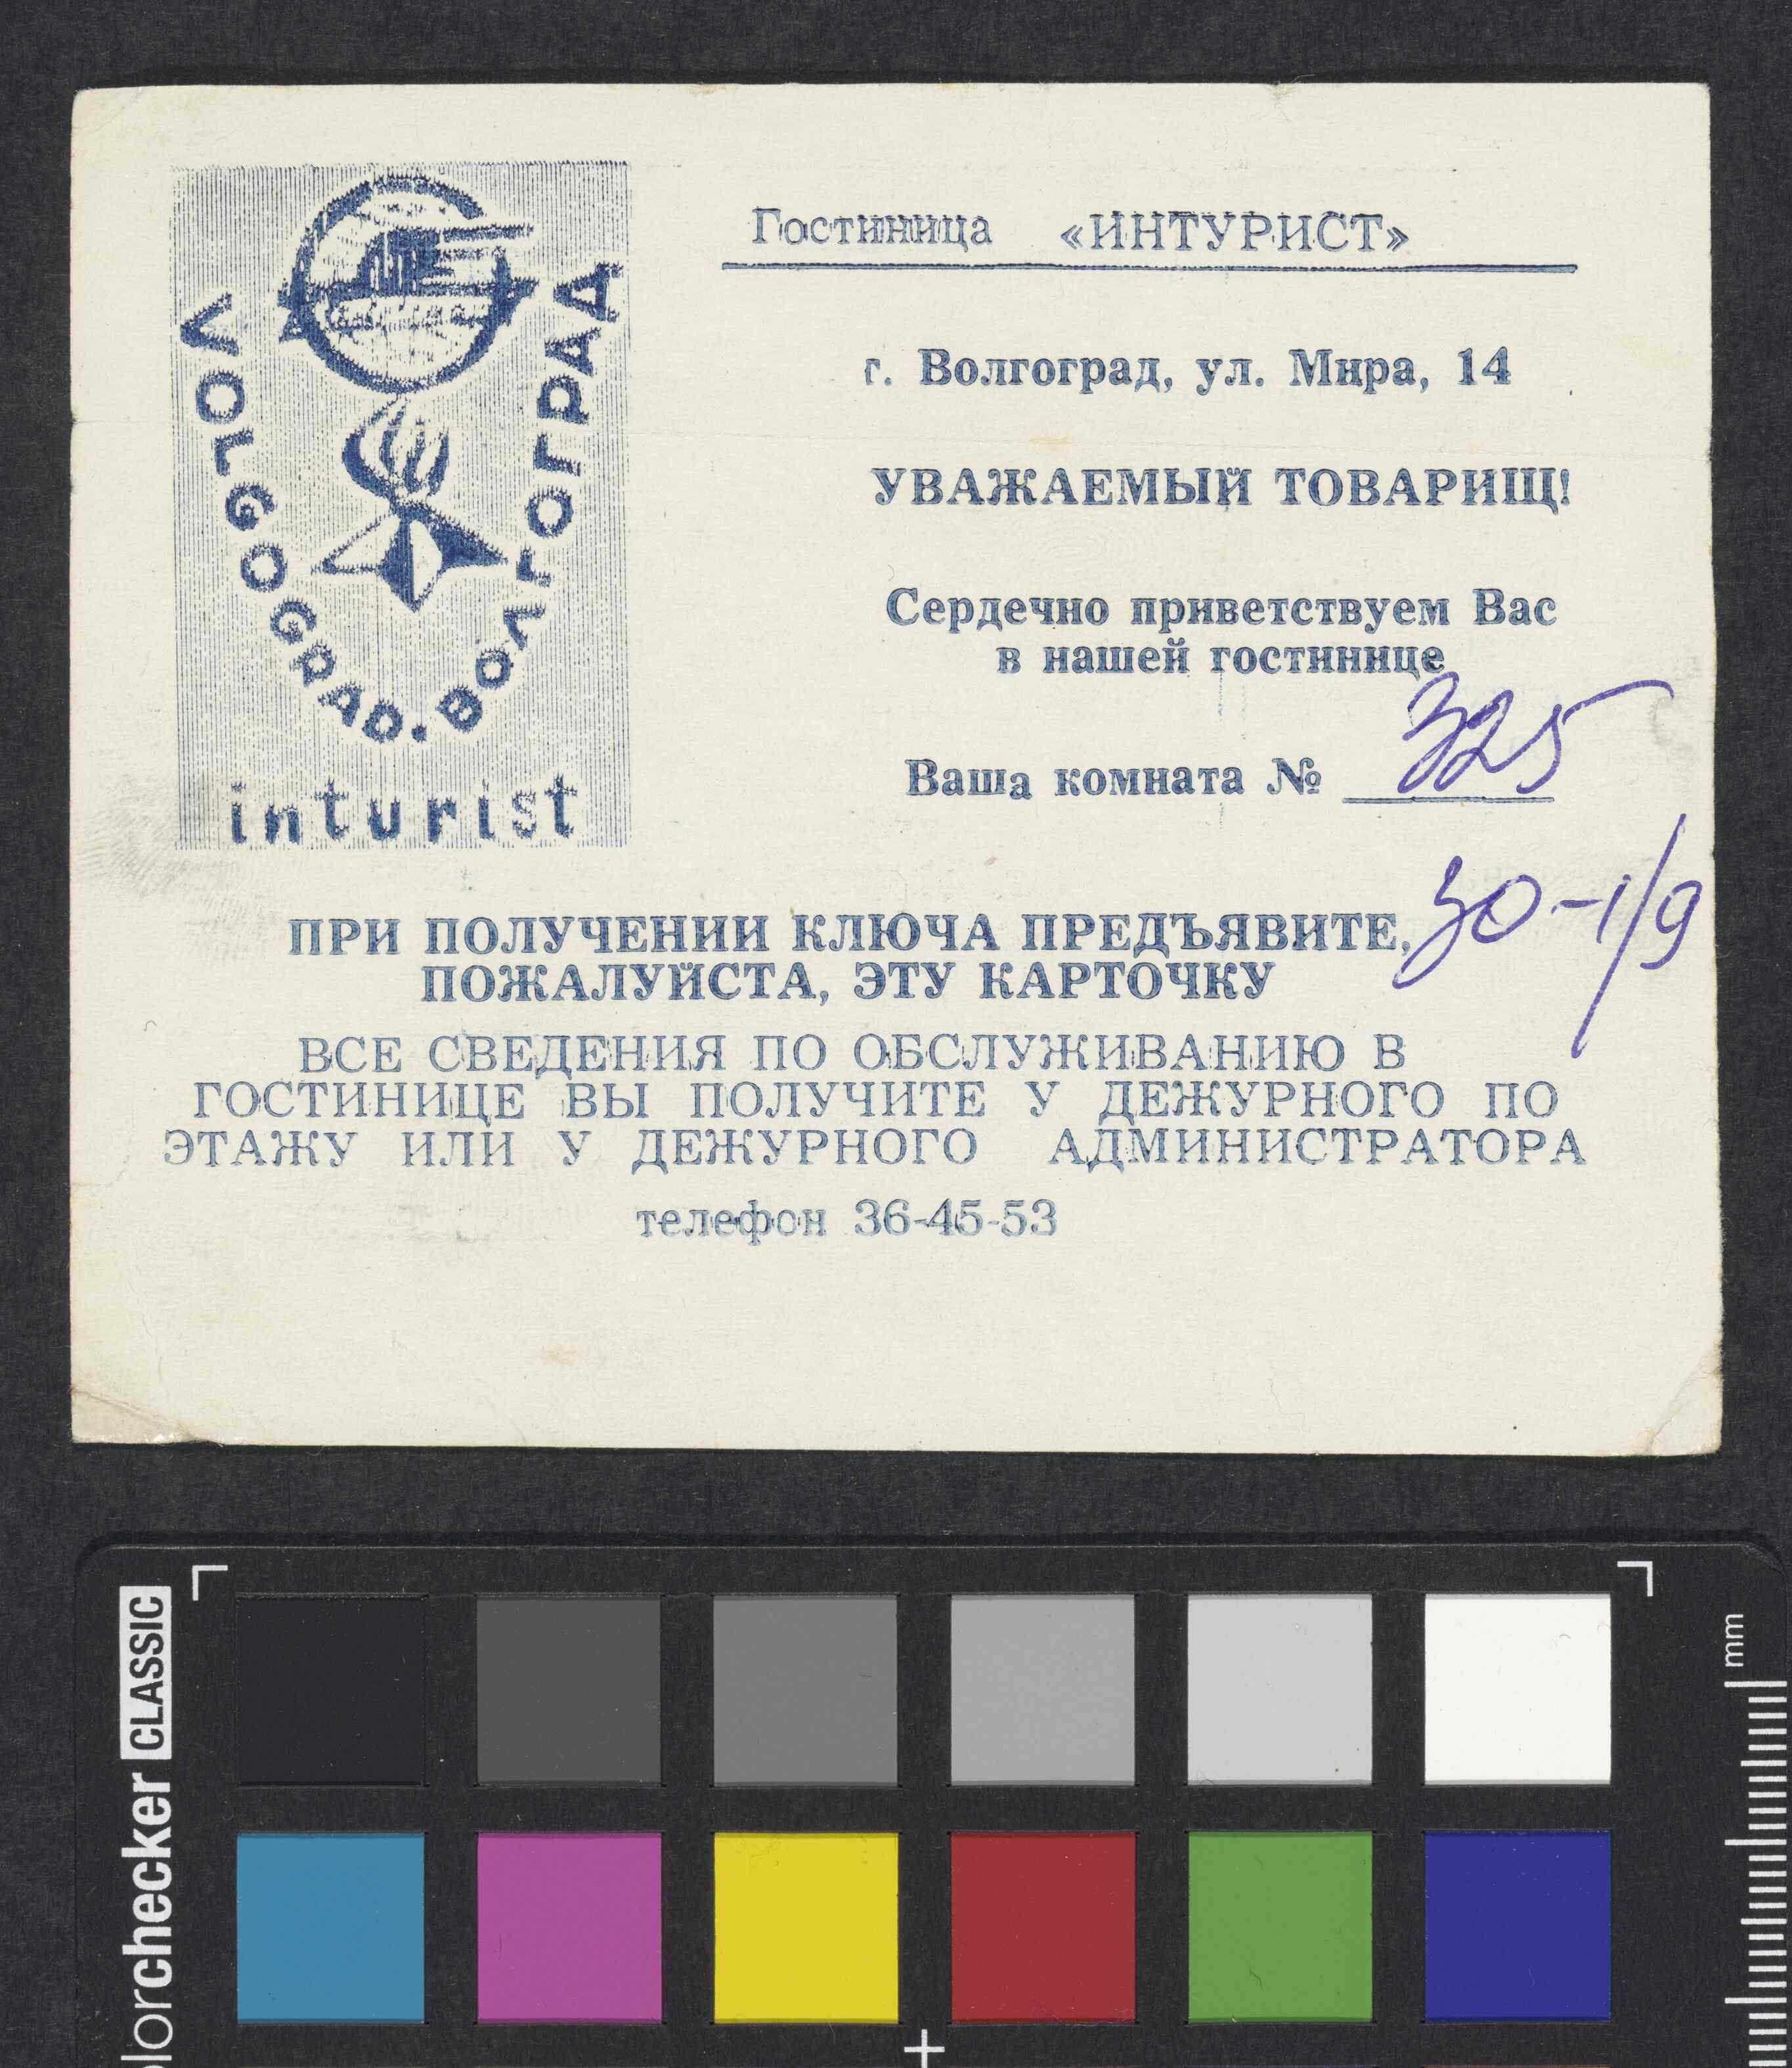 Гостиница «ИНТУРИСТ»
г. Волгоград, ул. Мира, 14
УВАЖАЕМЫЙ ТОВАРИЩ!
Сердечно приветствуем Вас
в нашей гостинице
Ваша комната № 325
30-1/9
VOLGOGRAD. ВОЛГОГРАД
inturist
ПРИ ПОЛУЧЕНИИ КЛЮЧА ПРЕДЪЯВИТЕ,
ПОЖАЛУЙСТА, ЭТУ КАРТОЧКУ
ВСЕ СВЕДЕНИЯ ПО ОБСЛУЖИВАНИЮ В
ГОСТИНИЦЕ ВЫ ПОЛУЧИТЕ У ДЕЖУРНОГО ПО
ЭТАЖУ ИЛИ У ДЕЖУРНОГО АДМИНИСТРАТОРА
телефон 36-45-53
lorchecker CLASSIC
mm